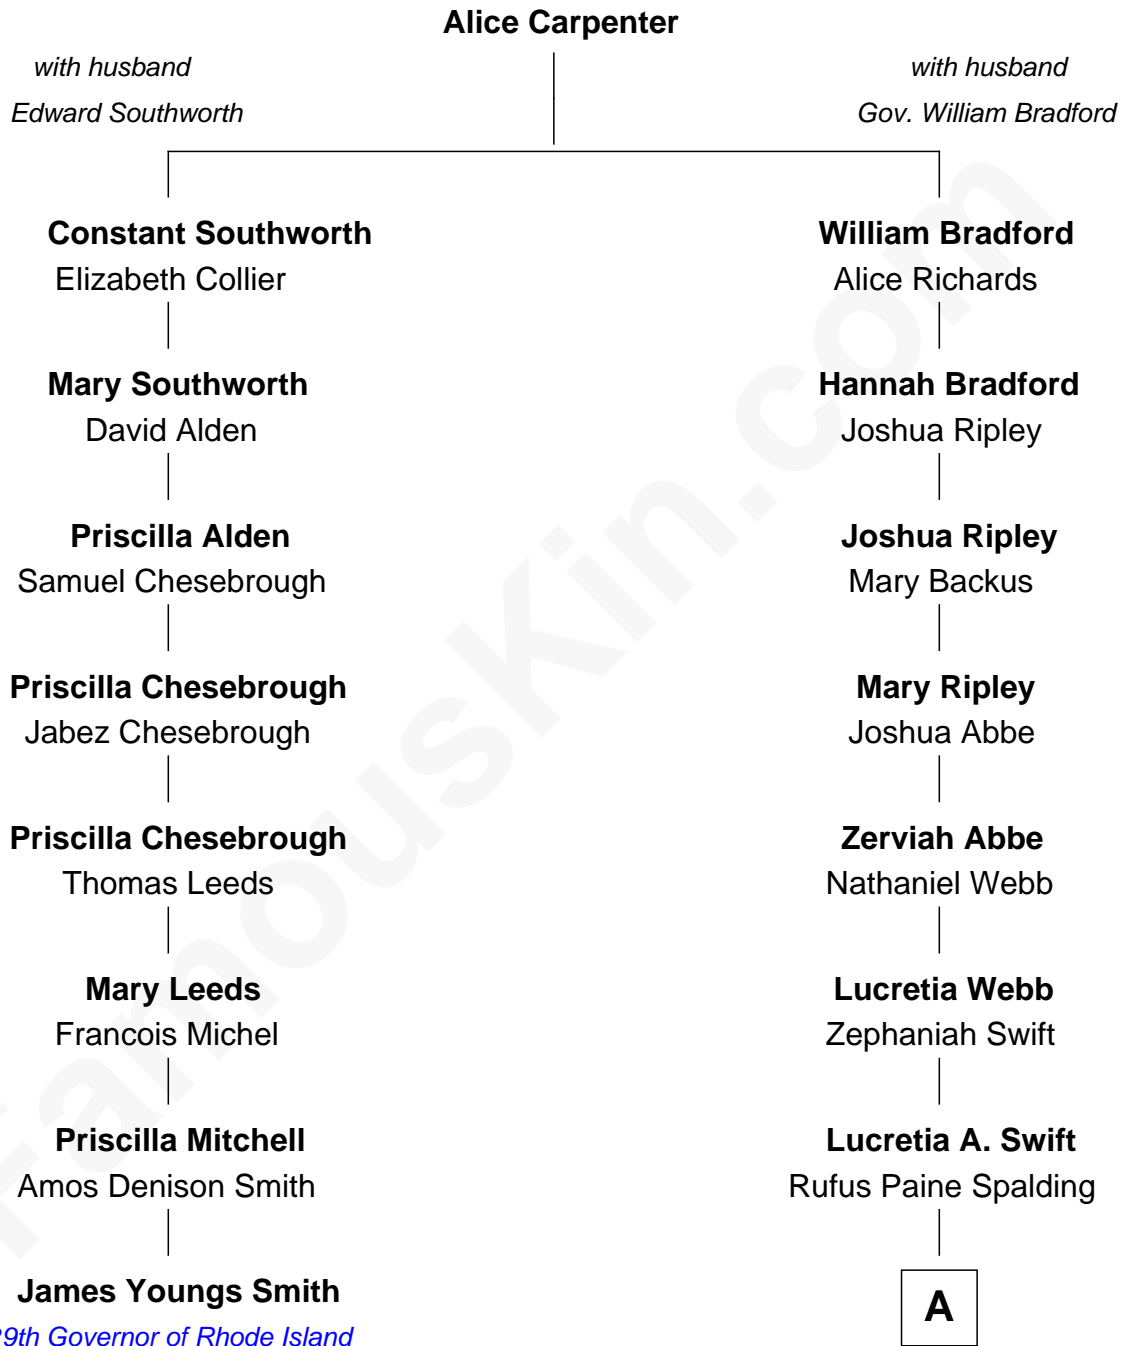 Alice Carpenter
with husband
Edward Southworth
with husband
Gov. William Bradford
Constant Southworth
Elizabeth Collier
Mary Southworth
David Alden
Priscilla Alden
Samuel Chesebrough
Priscilla Chesebrough
Jabez Chesebrough
Priscilla Chesebrough
Thomas Leeds
Mary Leeds
Francois Michel
Priscilla Mitchell
Amos Denison Smith
James Youngs Smith
9th Governor of Rhode Island
William Bradford
Alice Richards
Hannah Bradford
Joshua Ripley
Joshua Ripley
Mary Backus
Mary Ripley
Joshua Abbe
Zerviah Abbe
Nathaniel Webb
Lucretia Webb
Zephaniah Swift
Lucretia A. Swift
Rufus Paine Spalding
A
FamousKin.com